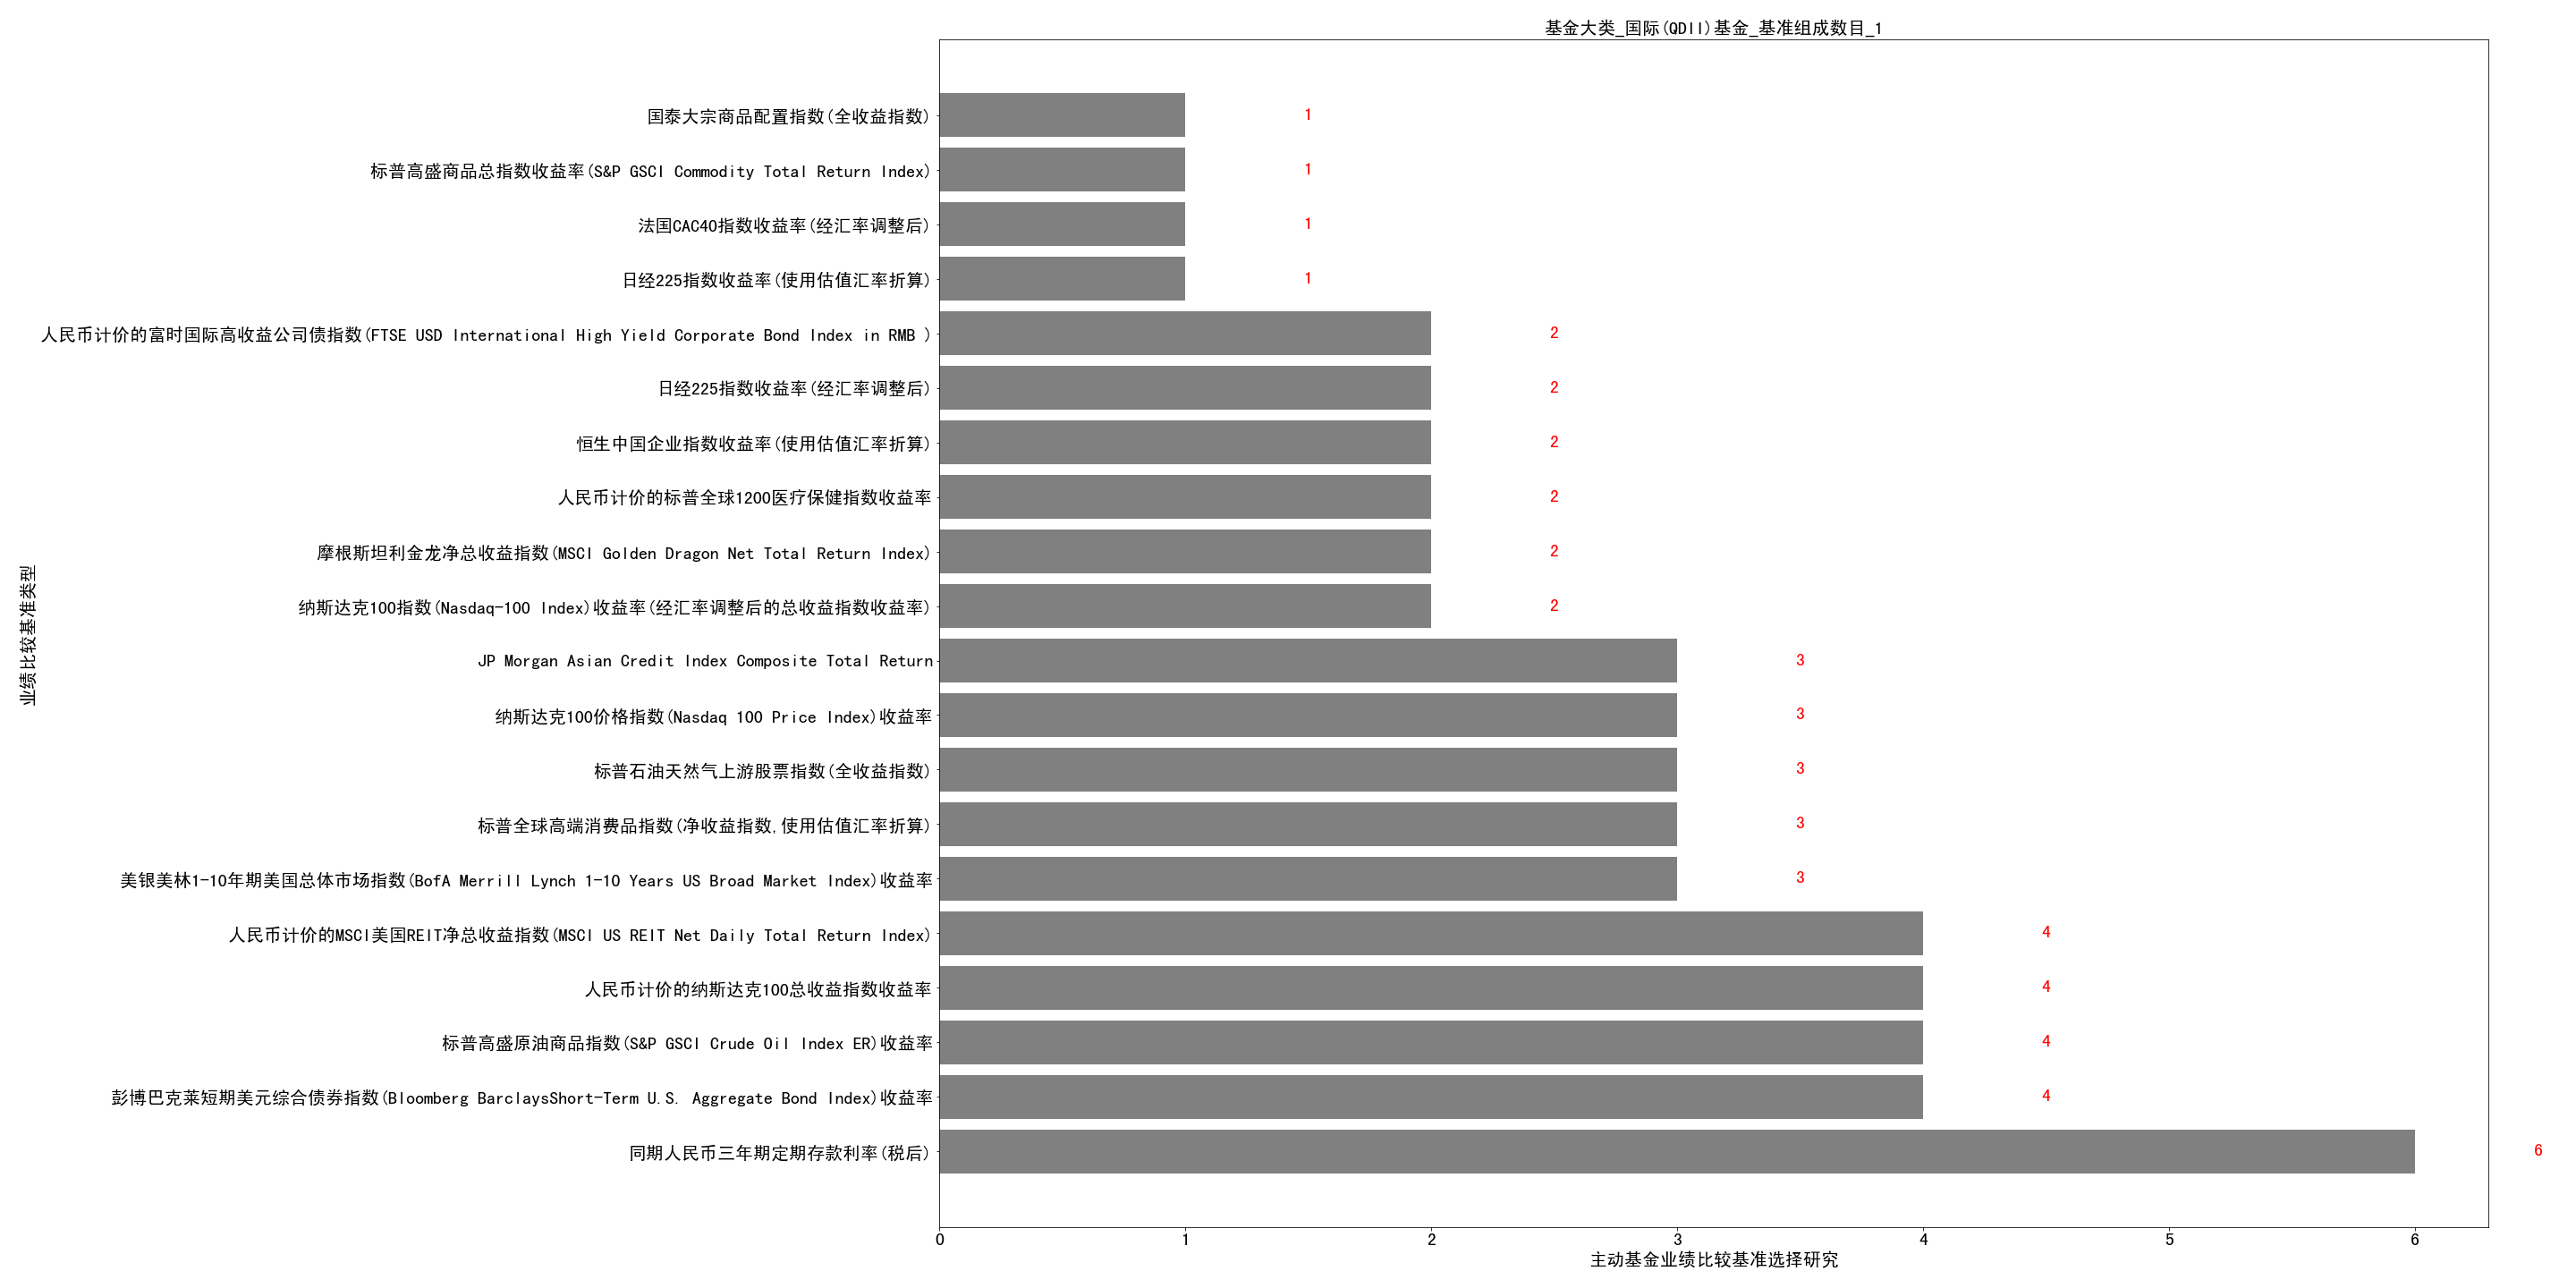 基金大类_国际(QDII)基金_基准组成数目_1
国泰大宗商品配置指数(全收益指数)
1
标普高盛商品总指数收益率(S&P GSCI Commodity Total Return Index)
1
法国CAC40指数收益率(经汇率调整后)
1
日经225指数收益率(使用估值汇率折算)
1
人民币计价的富时国际高收益公司债指数(FTSE USD International High Yield Corporate Bond Index in RMB )
2
日经225指数收益率(经汇率调整后)
2
恒生中国企业指数收益率(使用估值汇率折算)
2
人民币计价的标普全球1200医疗保健指数收益率
2
摩根斯坦利金龙净总收益指数(MSCI Golden Dragon Net Total Return Index)
2
纳斯达克100指数(Nasdaq-100 Index)收益率(经汇率调整后的总收益指数收益率)
2
JP Morgan Asian Credit Index Composite Total Return
3
纳斯达克100价格指数(Nasdaq 100 Price Index)收益率
3
标普石油天然气上游股票指数(全收益指数)
3
标普全球高端消费品指数(净收益指数,使用估值汇率折算)
3
美银美林1-10年期美国总体市场指数(BofA Merrill Lynch 1-10 Years US Broad Market Index)收益率
3
人民币计价的MSCI美国REIT净总收益指数(MSCI US REIT Net Daily Total Return Index)
4
人民币计价的纳斯达克100总收益指数收益率
4
标普高盛原油商品指数(S&P GSCI Crude Oil Index ER)收益率
4
彭博巴克莱短期美元综合债券指数(Bloomberg BarclaysShort-Term U.S. Aggregate Bond Index)收益率
4
同期人民币三年期定期存款利率(税后)
6
业绩比较基准类型
0 1 2 3 4 5 6
主动基金业绩比较基准选择研究